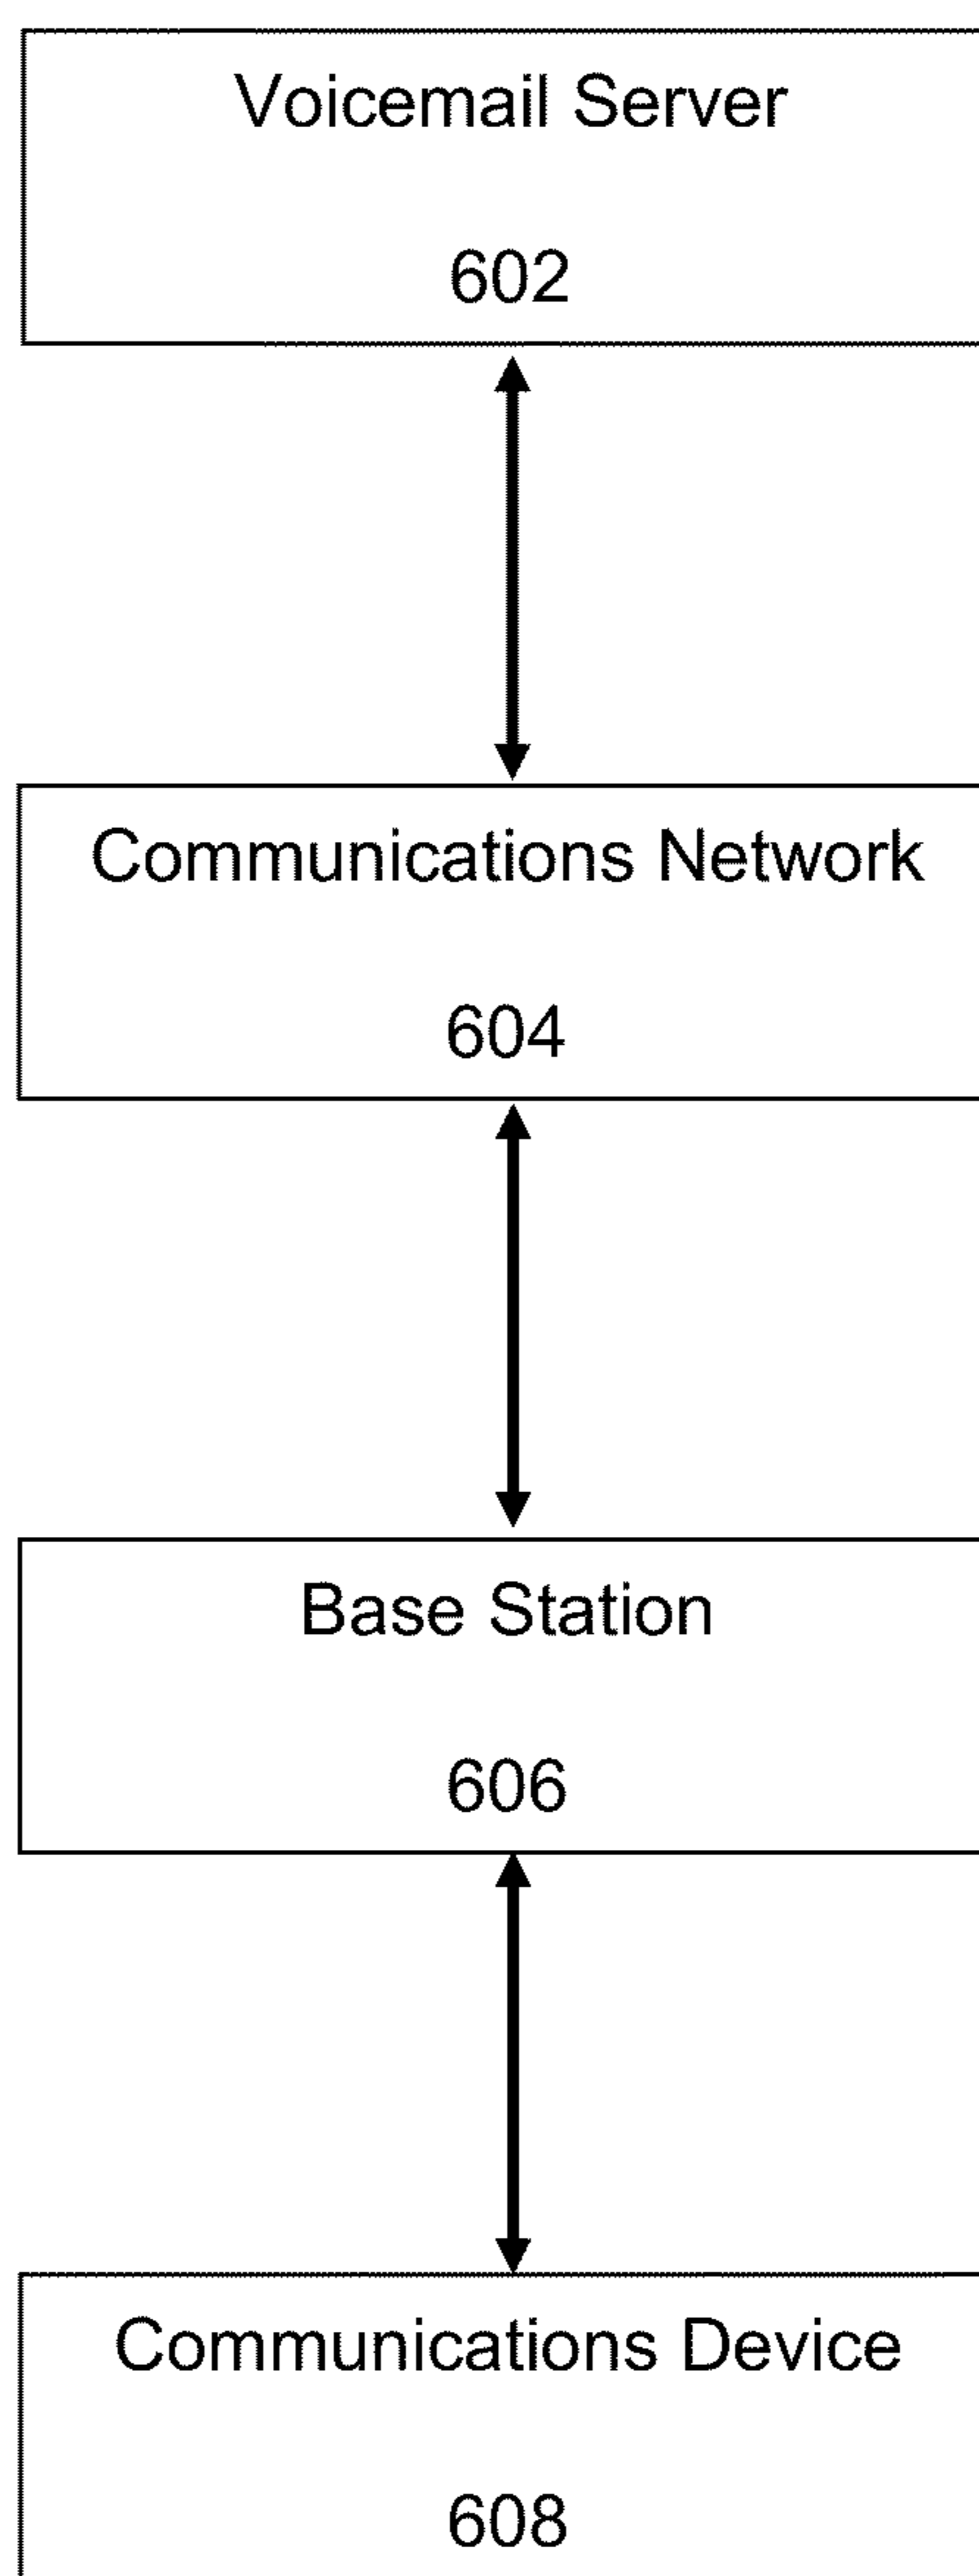 Voicemail Server
602
Communications Network
604
Base Station
606
Communications Device
608